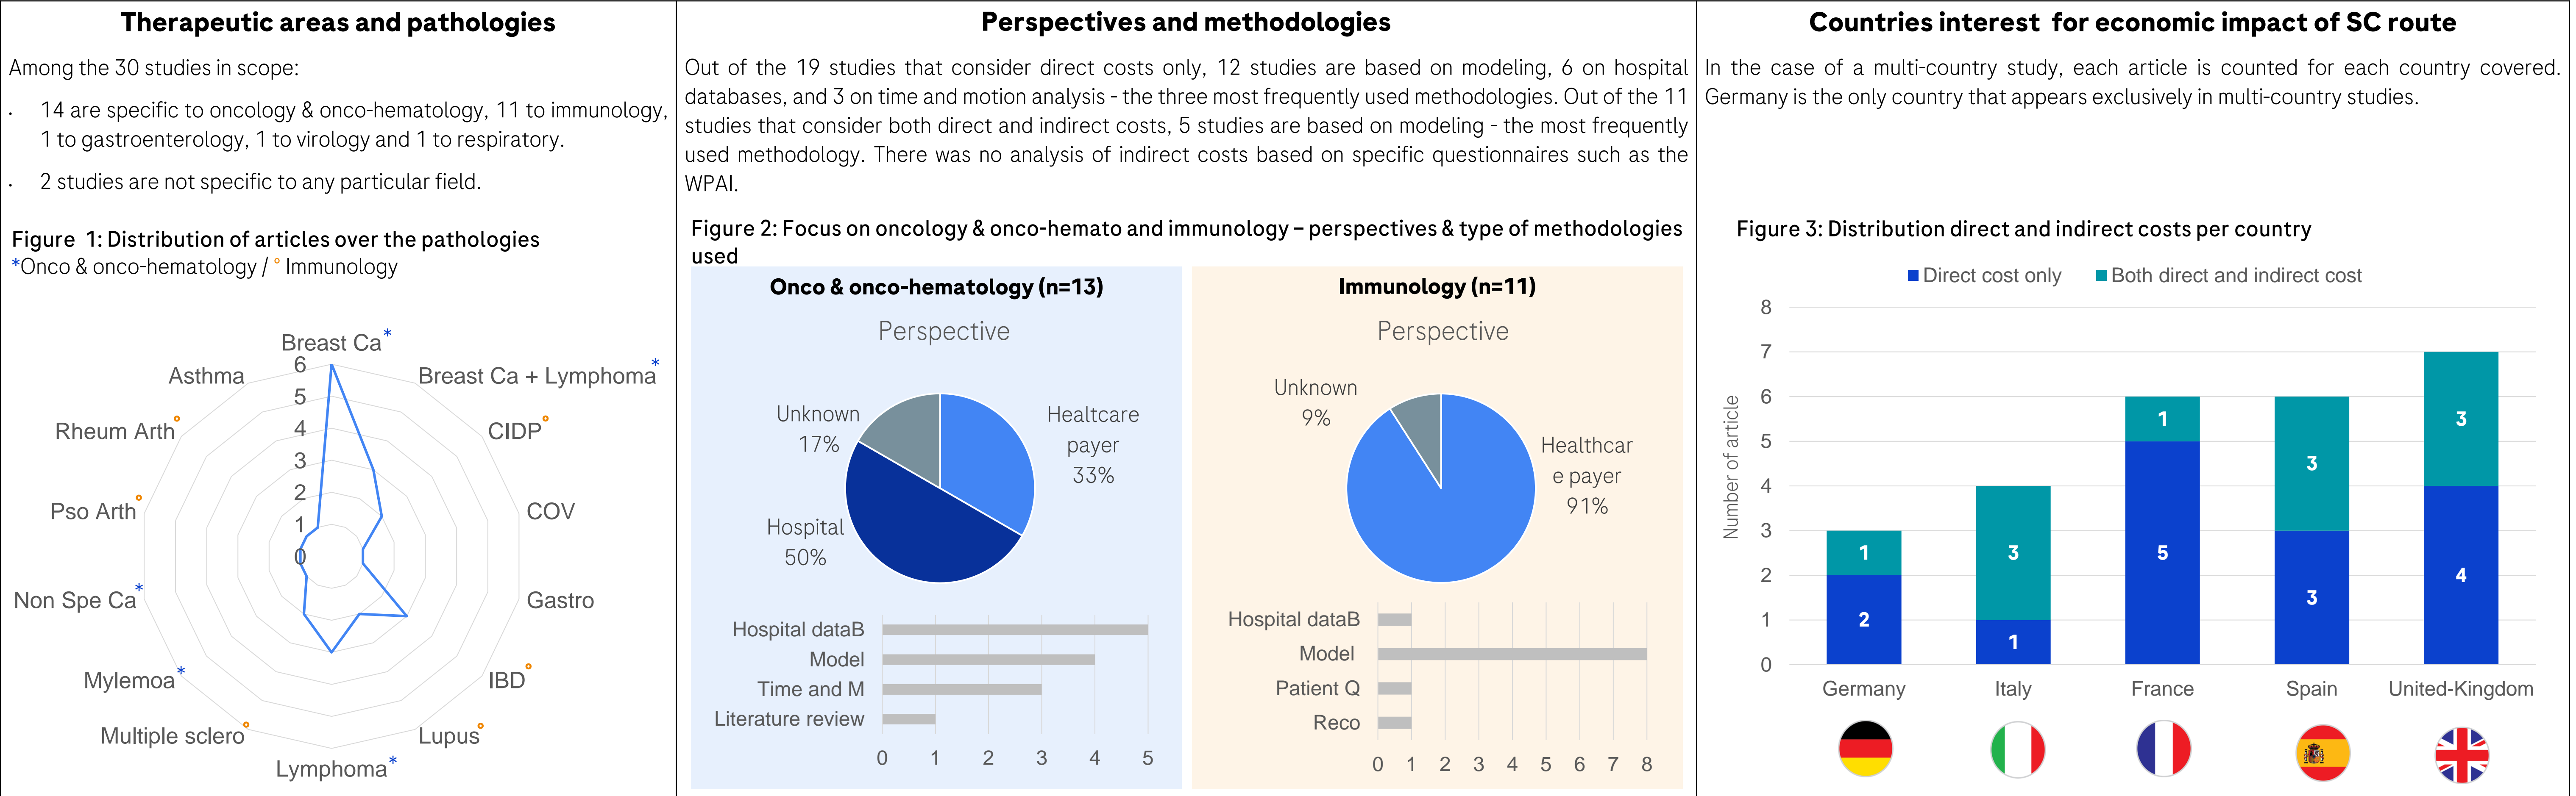 Therapeutic areas and pathologies
Among the 30 studies in scope:
· 14 are specific to oncology & onco-hematology, 11 to immunology,
1 to gastroenterology, 1 to virology and 1 to respiratory.
· 2 studies are not specific to any particular field.
Figure 1: Distribution of articles over the pathologies
*Onco & onco-hematology / ° Immunology
Breast Ca*
Breast Ca + Lymphoma*
CIDP°
COV
Gastro
IBD°
Lupus°
Lymphoma*
Multiple sclero°
Mylemoa*
Non Spe Ca*
Pso Arth°
Rheum Arth°
Asthma
6
5
4
3
2
1
0
Perspectives and methodologies
Out of the 19 studies that consider direct costs only, 12 studies are based on modeling, 6 on hospital
databases, and 3 on time and motion analysis - the three most frequently used methodologies. Out of the 11
studies that consider both direct and indirect costs, 5 studies are based on modeling - the most frequently
used methodology. There was no analysis of indirect costs based on specific questionnaires such as the
WPAI.
Figure 2: Focus on oncology & onco-hemato and immunology – perspectives & type of methodologies
used
Onco & onco-hematology (n=13)
Perspective
Unknown
17%
Healtcare
payer
33%
Hospital
50%
Hospital dataB
Model
Time and M
Literature review
0 1 2 3 4 5
Immunology (n=11)
Perspective
Unknown
9%
Healthcar
e payer
91%
Hospital dataB
Model
Patient Q
Reco
0 1 2 3 4 5 6 7 8
Countries interest for economic impact of SC route
In the case of a multi-country study, each article is counted for each country covered.
Germany is the only country that appears exclusively in multi-country studies.
Figure 3: Distribution direct and indirect costs per country
Direct cost only Both direct and indirect cost
Number of article
8
7
6
5
4
3
2
1
0
1
2
3
1
1
5
3
3
3
4
Germany Italy France Spain United-Kingdom